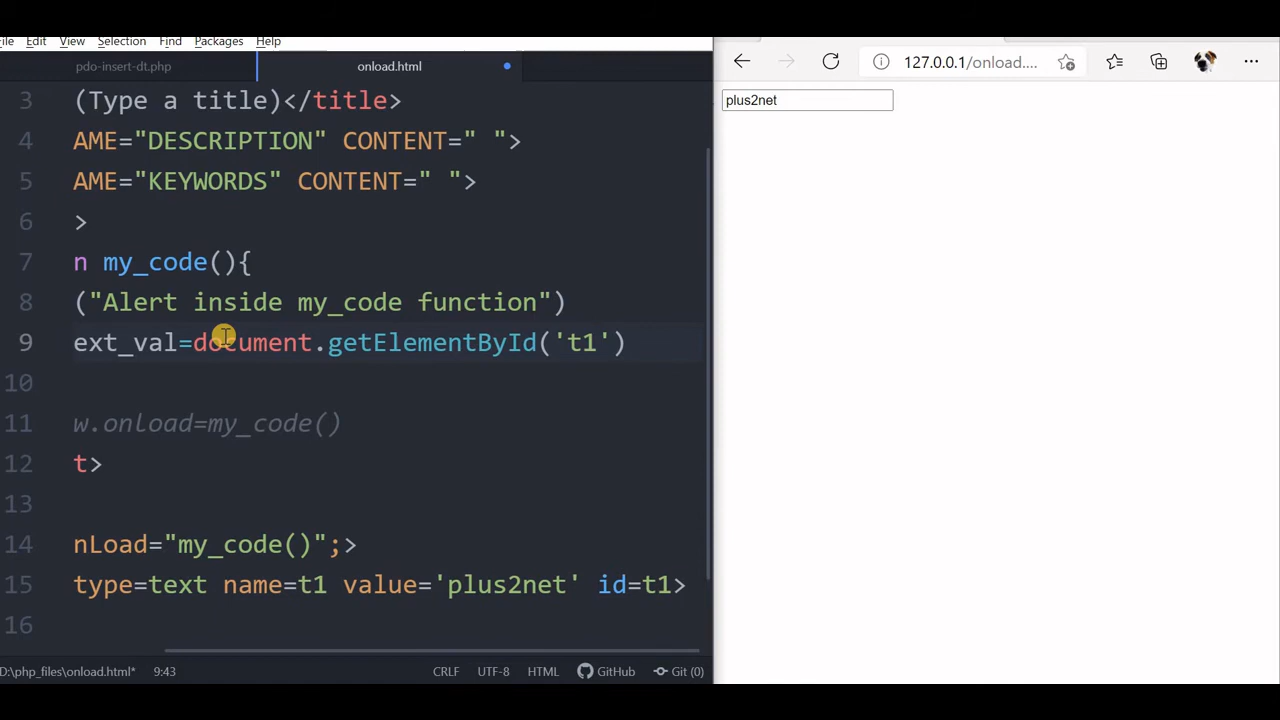 ile Edit View Selection Find Packages Help
pdo-insert-dt.php onload.html
127.0.0.1/onload....
plus2net
3 (Type a title)</title>
4 AME="DESCRIPTION" CONTENT=" ">
5 AME="KEYWORDS" CONTENT=" ">
6 >
7 n my_code(){
8 ("Alert inside my_code function")
9 ext_val=document.getElementById('t1')
10
11 w.onload=my_code()
12 t>
13
14 nLoad="my_code()";>
15 type=text name=t1 value='plus2net' id=t1>
16
D:\php_files\onload.html* 9:43 CRLF UTF-8 HTML GitHub Git (0)